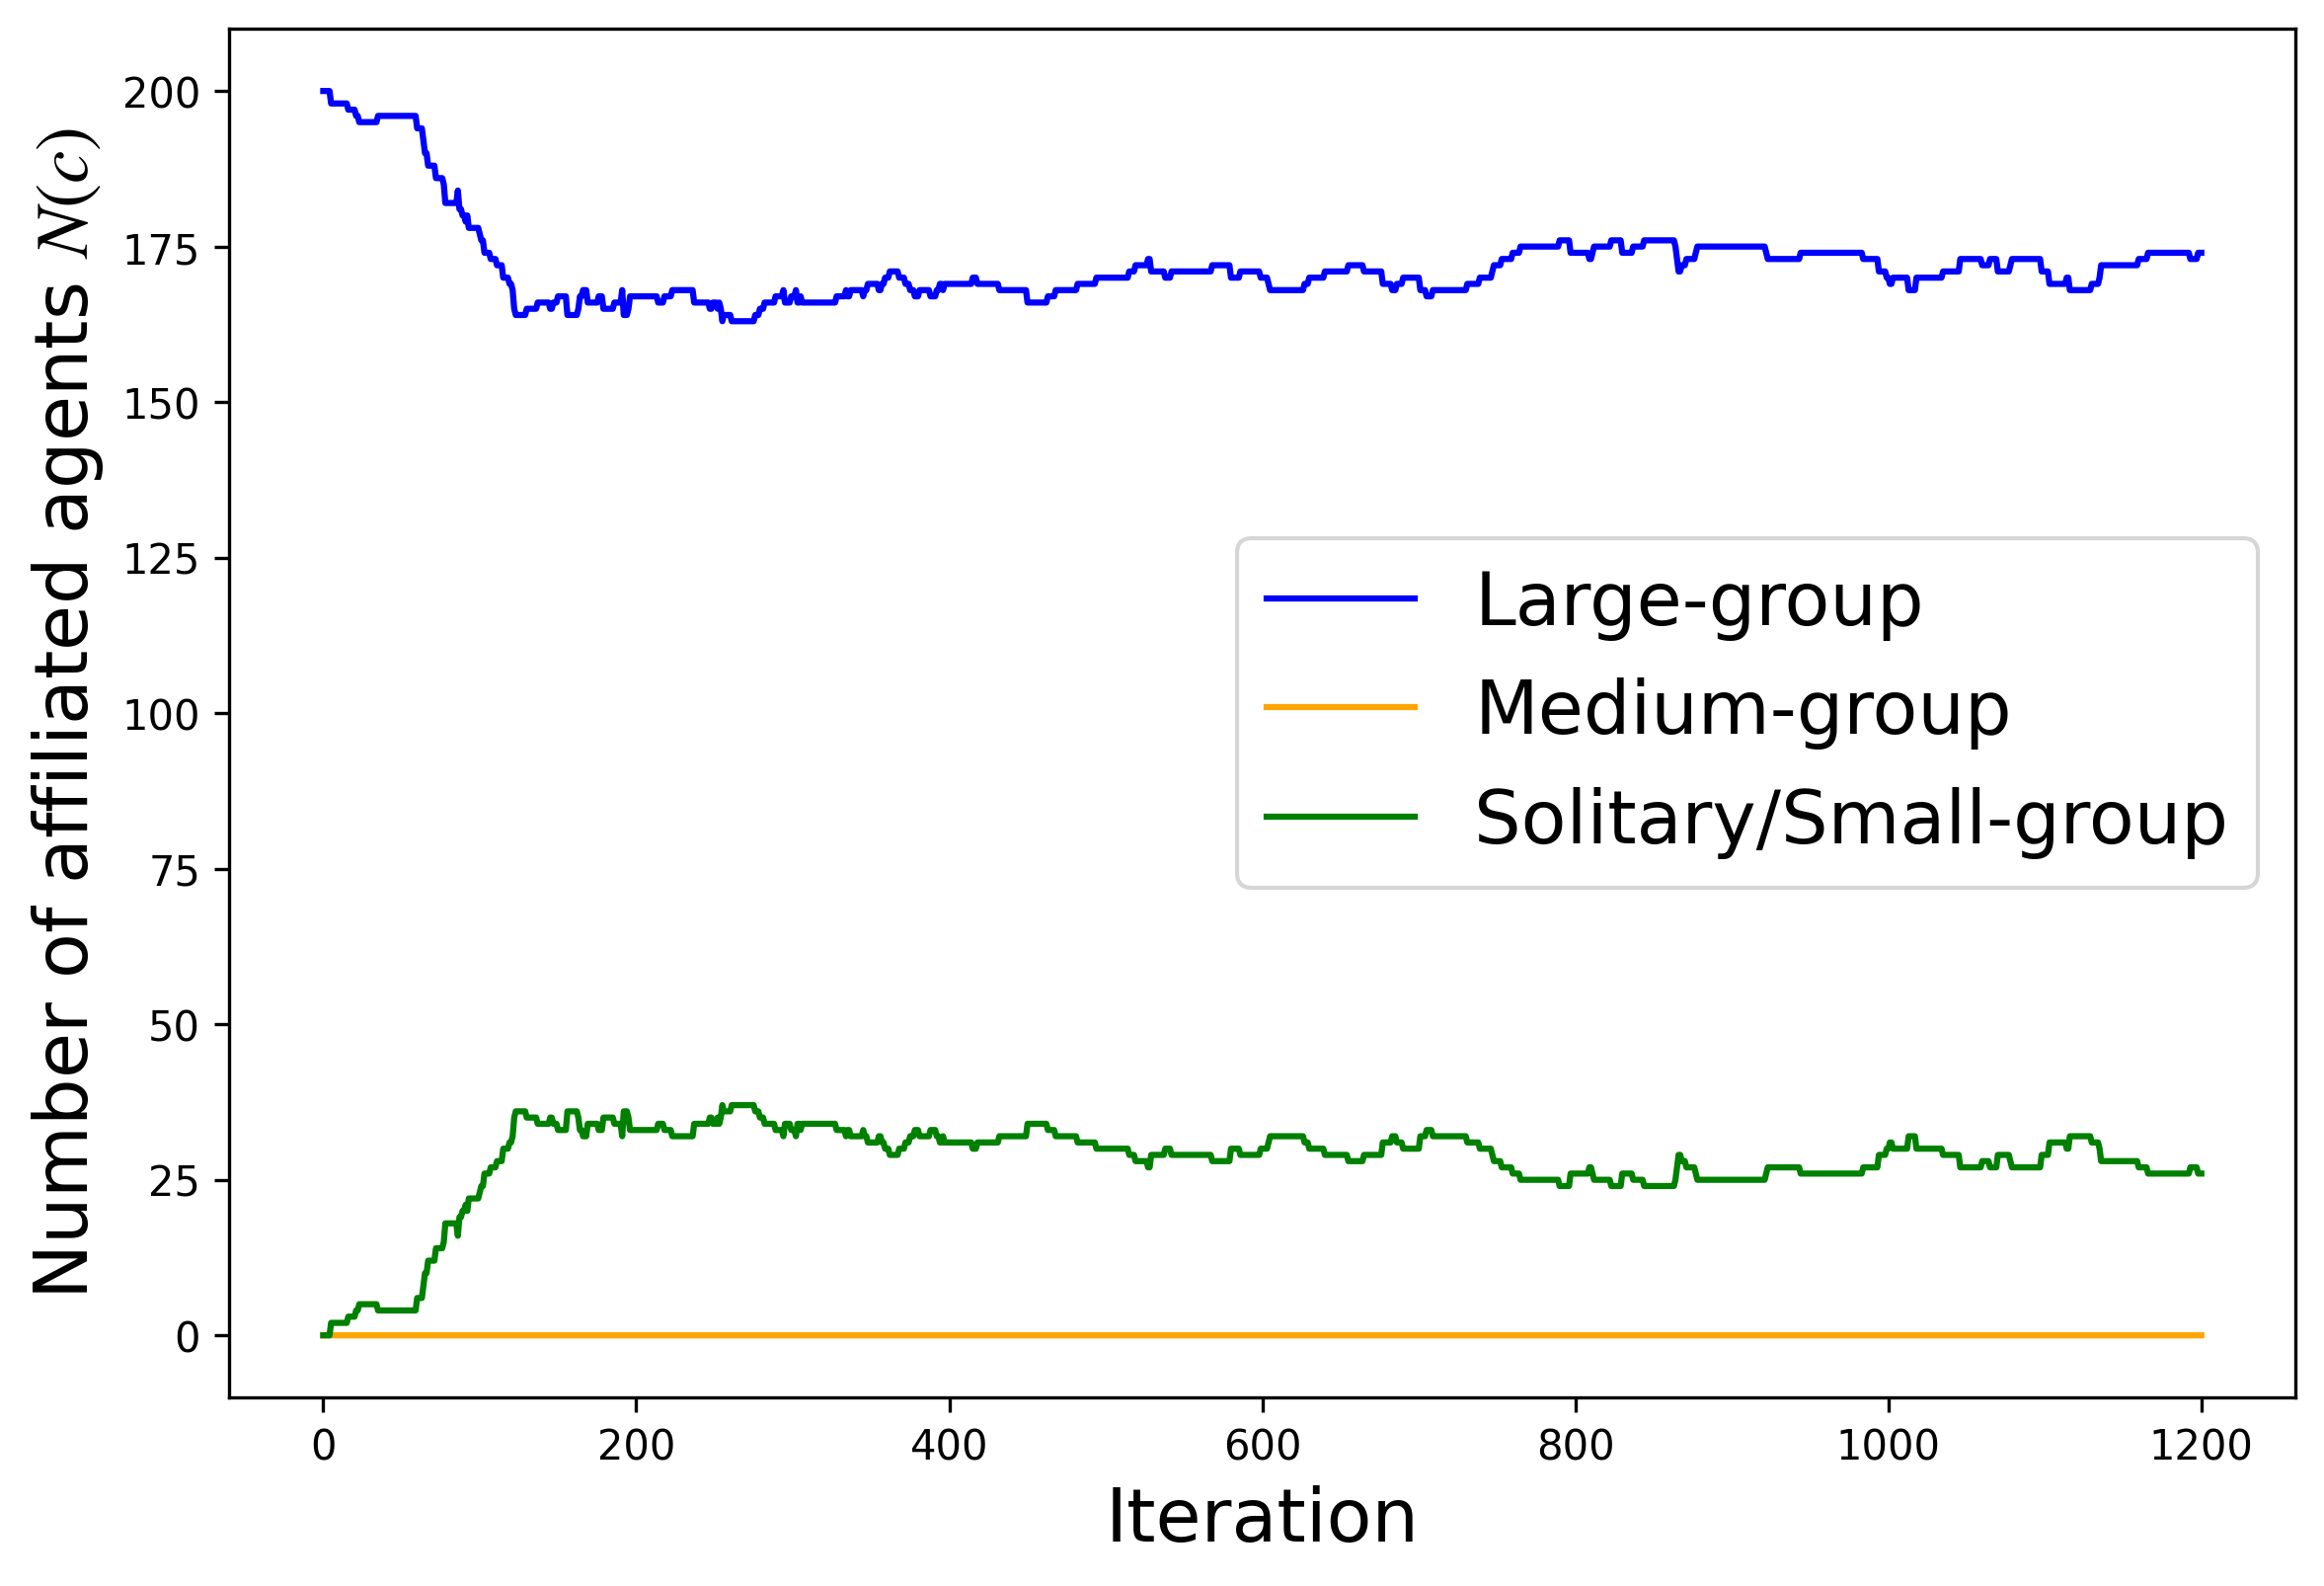 Number of affiliated agents N(c)
200
175
150
125
100
75
50
25
0
Large-group
Medium-group
Solitary/Small-group
0 200 400 600 800 1000 1200
Iteration